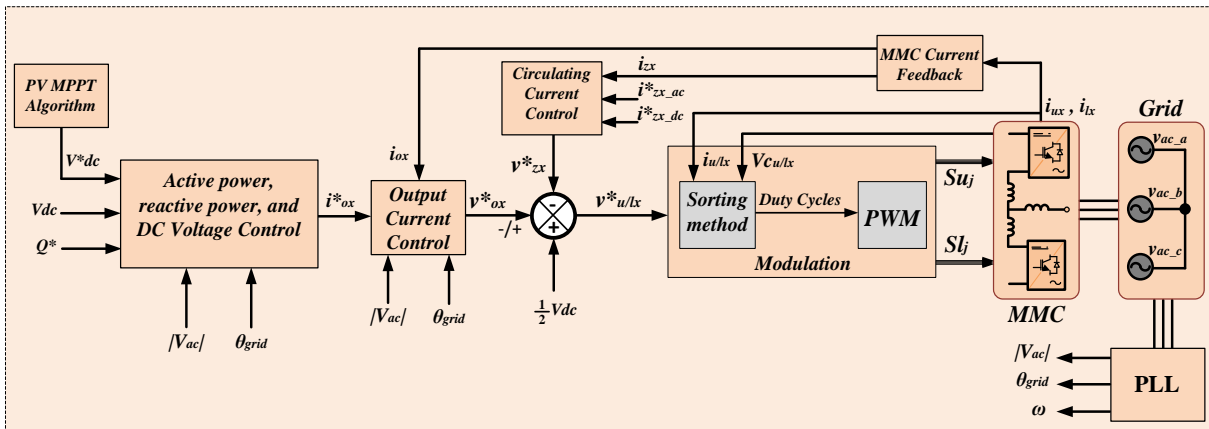 PV MPPT
Algorithm
V*dc
Vdc
Q*
Active power,
reactive power, and
DC Voltage Control
|Vac|
θgrid
i*ox
iox
Output
Current
Control
|Vac|
θgrid
v*ox
-/+
Circulating
Current
Control
izx
i*zx_ac
i*zx_dc
v*zx
-
+
½Vdc
v*u/lx
MMC Current
Feedback
iu/lx
Vcu/lx
Sorting
method
Duty Cycles
PWM
Modulation
Suj
Slj
iux , ilx
MMC
Grid
vac_a
vac_b
vac_c
PLL
|Vac|
θgrid
ω